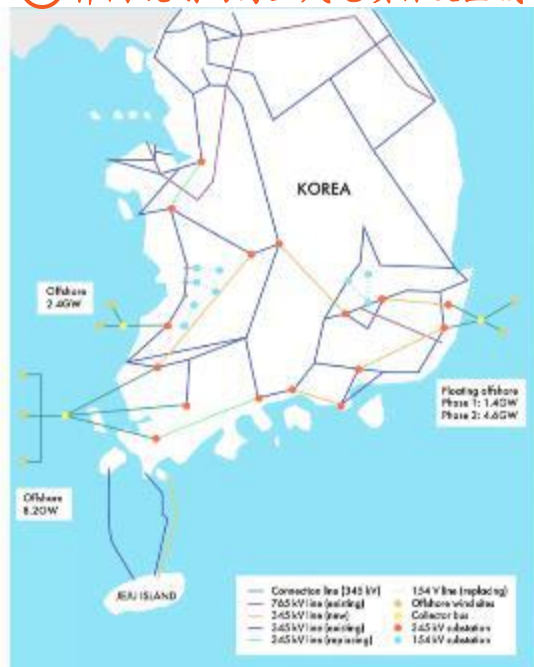 KOREA
Offshore
2.4GW
Floating offshore
Phase 1: 1.4GW
Phase 2: 4.6GW
Offshore
8.2GW
JEJU ISLAND
Connection line (345 kV)
765 kV line (existing)
345 kV line (new)
345 kV line (existing)
345 kV line (replacing)
154 V line (replacing)
Offshore wind sites
Collector bus
345 kV substation
154 kV substation